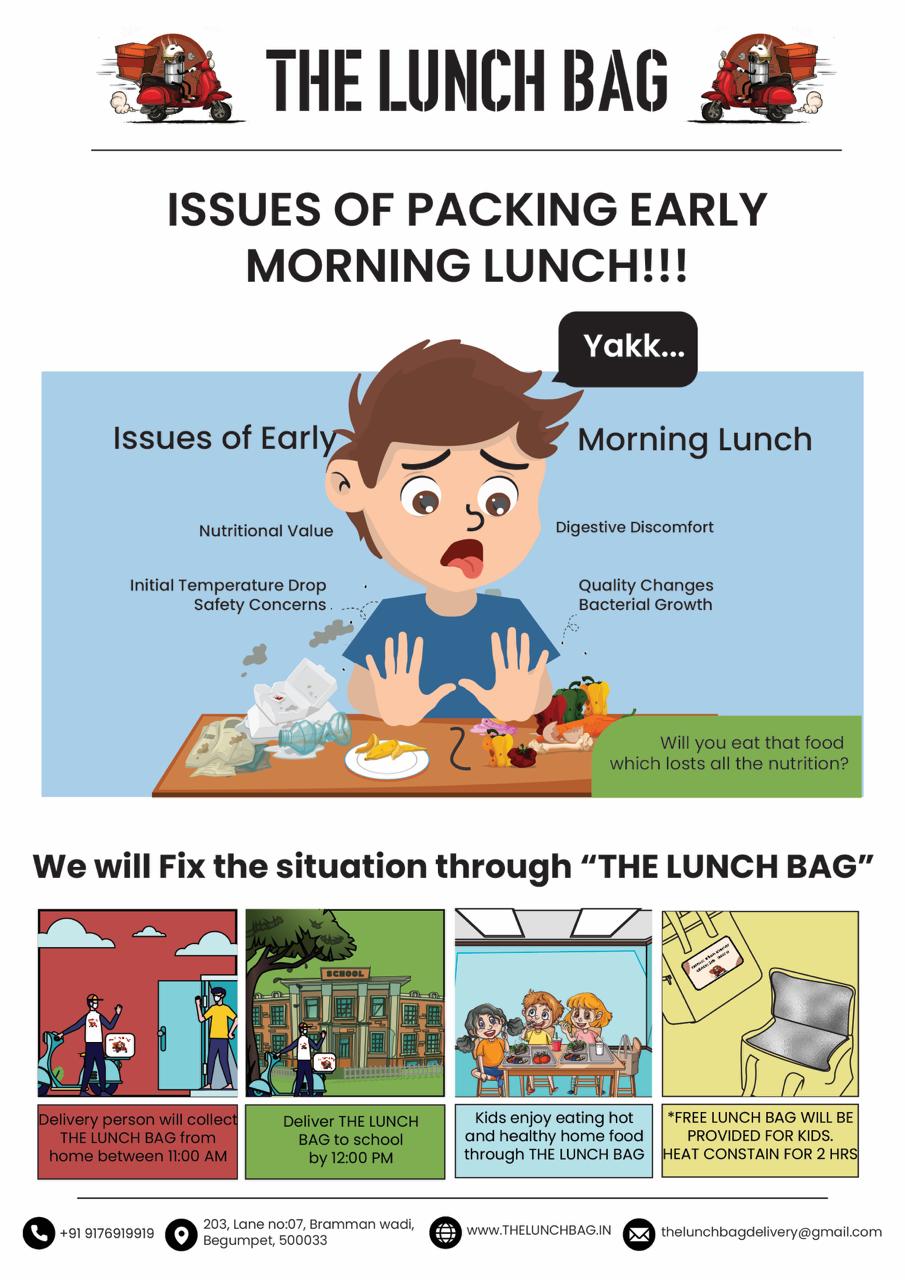 THE LUNCH BAG
ISSUES OF PACKING EARLY
MORNING LUNCH!!!
Yakk...
Issues of Early
Morning Lunch
Nutritional Value
Digestive Discomfort
Initial Temperature Drop
Safety Concerns
Quality Changes
Bacterial Growth
Will you eat that food
which losts all the nutrition?
We will Fix the situation through “THE LUNCH BAG”
SCHOOL
Delivery person will collect
THE LUNCH BAG from
home between 11:00 AM
Deliver THE LUNCH
BAG to school
by 12:00 PM
Kids enjoy eating hot
and healthy home food
through THE LUNCH BAG
*FREE LUNCH BAG WILL BE
PROVIDED FOR KIDS.
HEAT CONSTAIN FOR 2 HRS
+91 9176919919
203, Lane no:07, Bramman wadi,
Begumpet, 500033
www.THELUNCHBAG.IN
thelunchbagdelivery@gmail.com